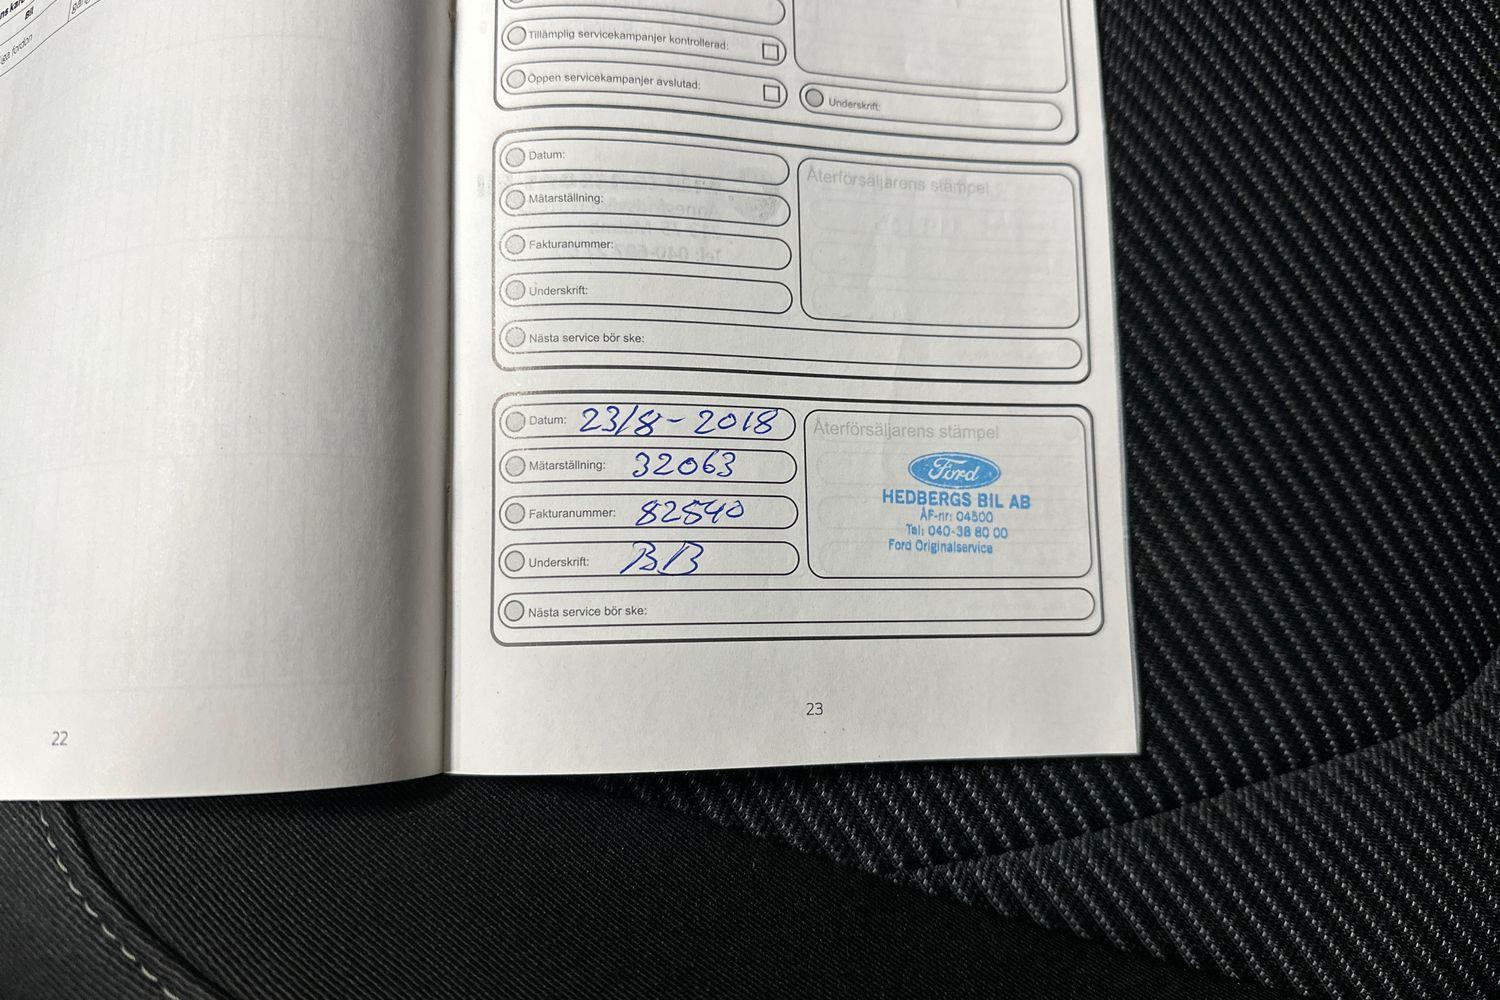 Bil
Tillämplig servicekampanjer kontrollerad:
Öppen servicekampanjer avslutad:
Underskrift:
Datum:
Mätarställning:
Fakturanummer:
Underskrift:
Nästa service bör ske:
Återförsäljarens stämpel
Datum: 23/8-2018
Mätarställning: 32063
Fakturanummer: 82540
Underskrift: BB
Nästa service bör ske:
Återförsäljarens stämpel
Ford
HEDBERGS BIL AB
ÅF-nr: 04500
Tel: 040-38 80 00
Ford Originalservice
22
23